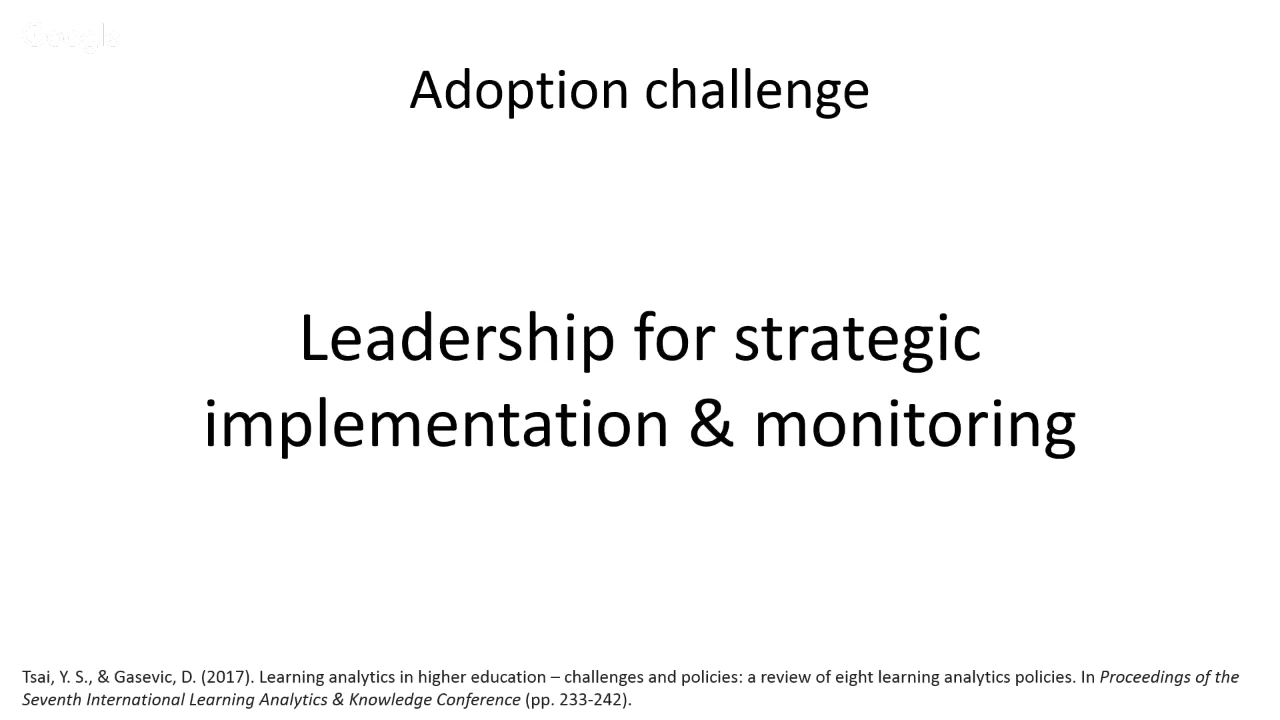 Google
Adoption challenge
Leadership for strategic
implementation & monitoring
Tsai, Y. S., & Gasevic, D. (2017). Learning analytics in higher education – challenges and policies: a review of eight learning analytics policies. In Proceedings of the
Seventh International Learning Analytics & Knowledge Conference (pp. 233-242).